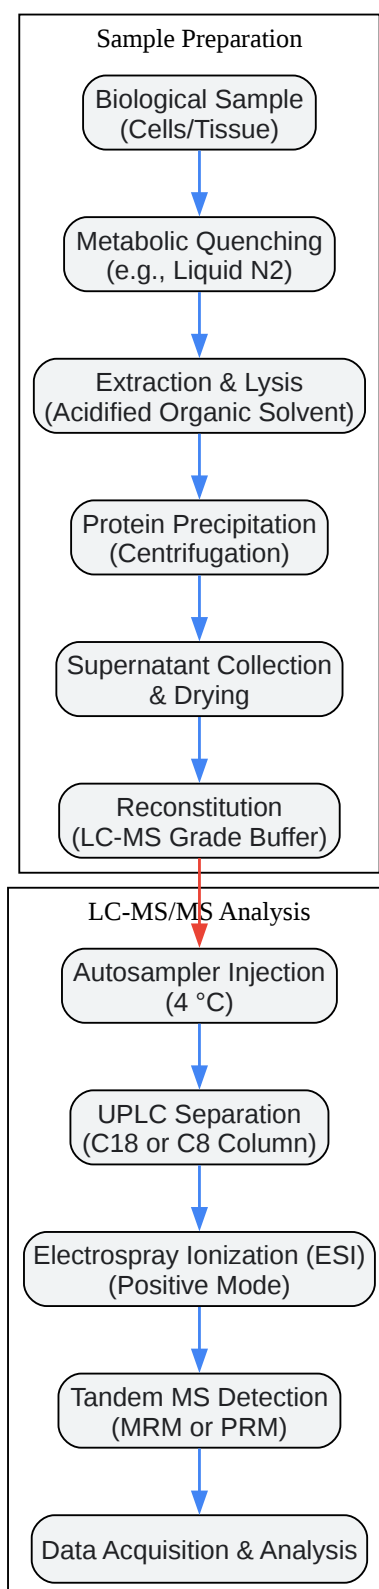 Sample Preparation
Biological Sample
(Cells/Tissue)
Metabolic Quenching
(e.g., Liquid N2)
Extraction & Lysis
(Acidified Organic Solvent)
Protein Precipitation
(Centrifugation)
Supernatant Collection
& Drying
Reconstitution
(LC-MS Grade Buffer)
LC-MS/MS Analysis
Autosampler Injection
(4 °C)
UPLC Separation
(C18 or C8 Column)
Electrospray Ionization (ESI)
(Positive Mode)
Tandem MS Detection
(MRM or PRM)
Data Acquisition & Analysis